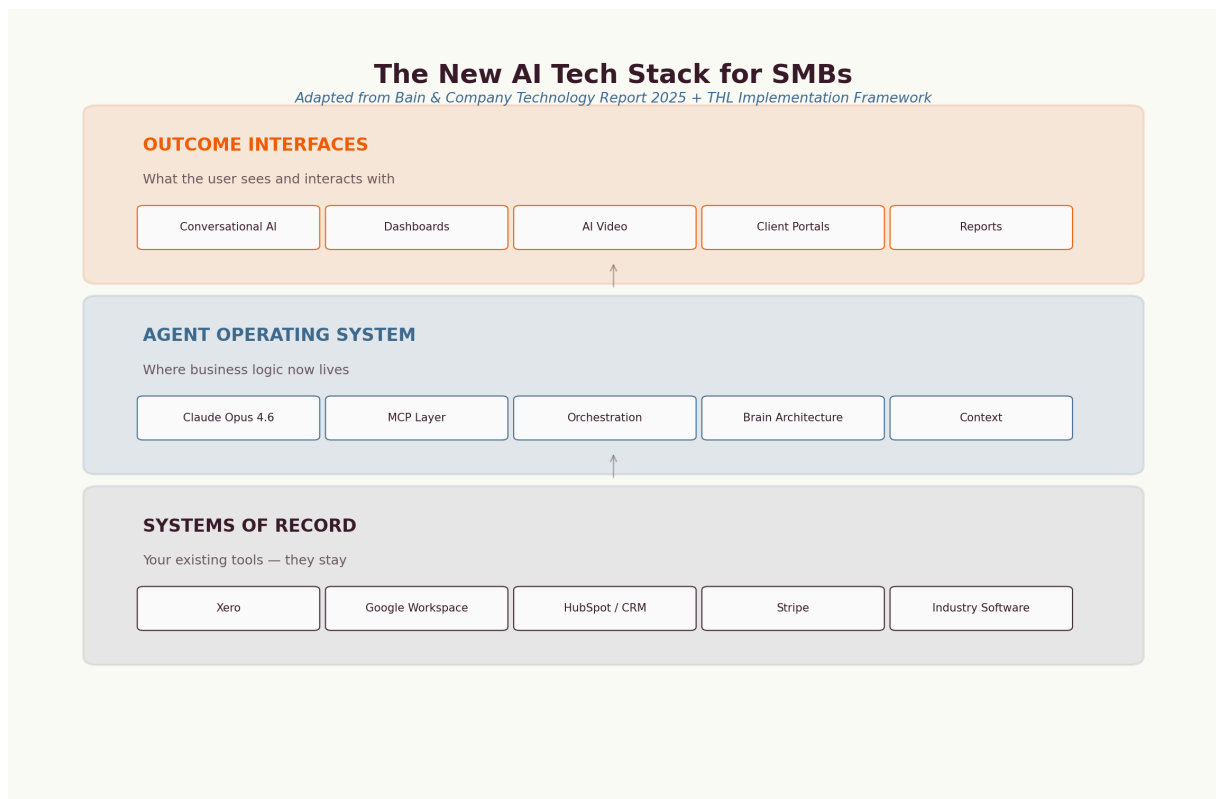 The New AI Tech Stack for SMBs
Adapted from Bain & Company Technology Report 2025 + THL Implementation Framework
OUTCOME INTERFACES
What the user sees and interacts with
Conversational AI
Dashboards
AI Video
Client Portals
Reports
AGENT OPERATING SYSTEM
Where business logic now lives
Claude Opus 4.6
MCP Layer
Orchestration
Brain Architecture
Context
SYSTEMS OF RECORD
Your existing tools — they stay
Xero
Google Workspace
HubSpot / CRM
Stripe
Industry Software